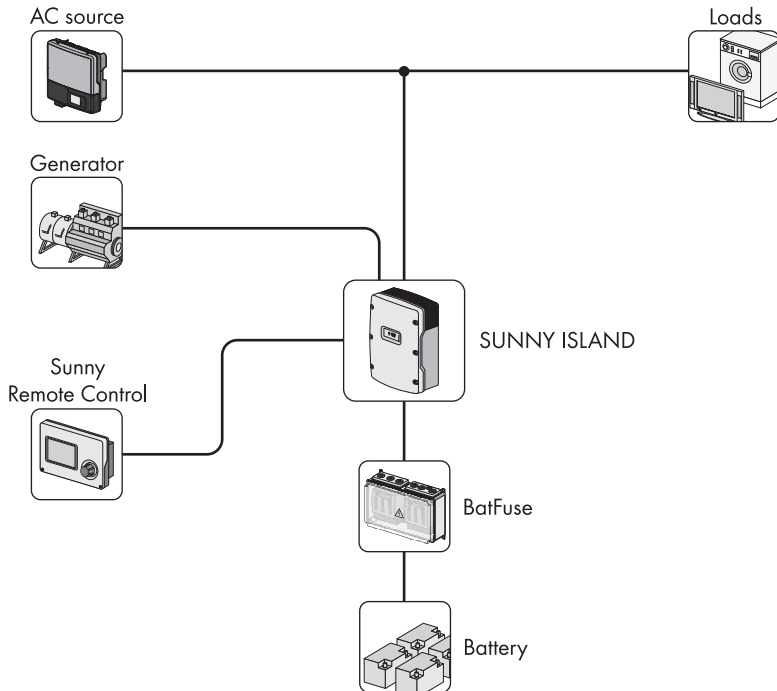 AC source
Loads
Generator
SUNNY ISLAND
Sunny
Remote Control
BatFuse
Battery